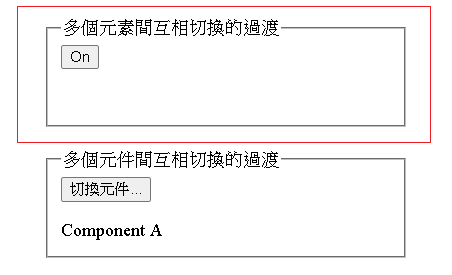 多個元素間互相切換的過渡
On
多個元件間互相切換的過渡
切換元件...
Component A